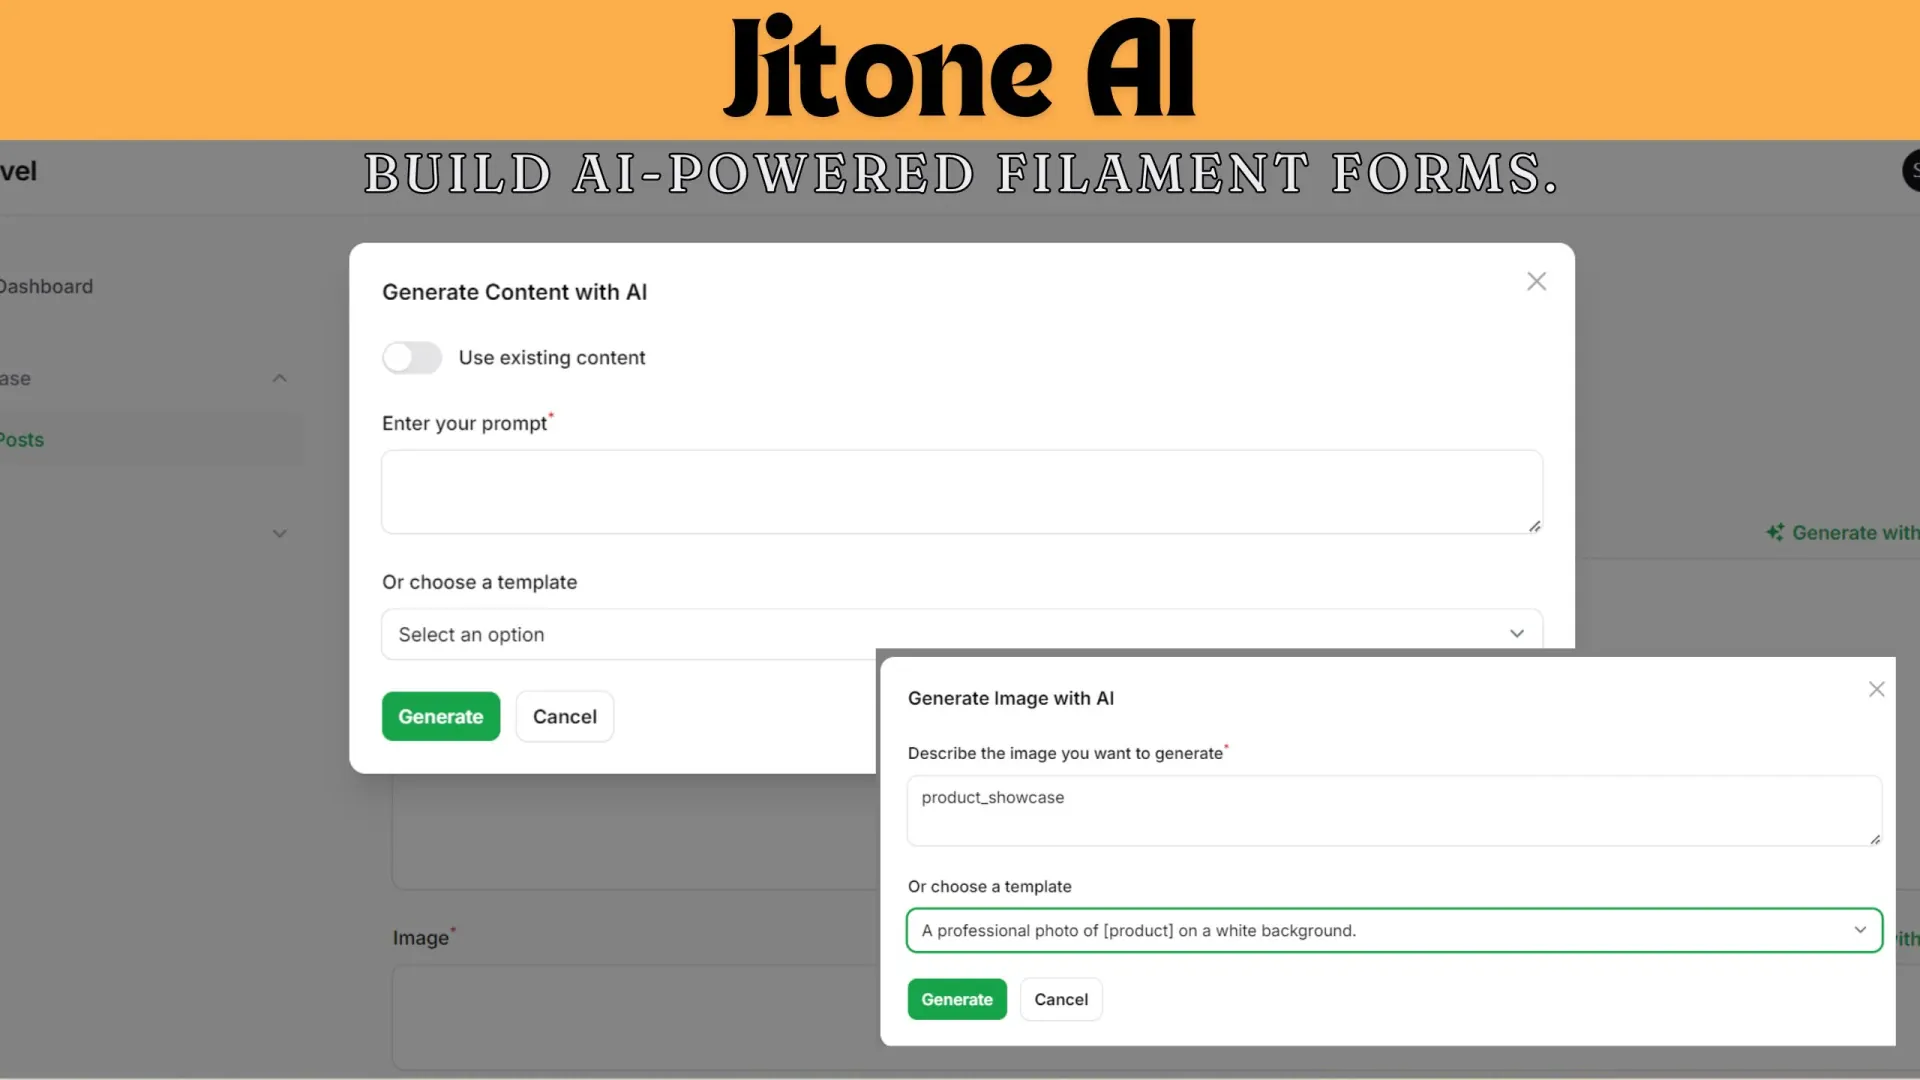 Jitone AI
BUILD AI-POWERED FILAMENT FORMS.
vel
S
Dashboard
ase
Posts
Generate Content with AI
Use existing content
Enter your prompt*
Or choose a template
Select an option
Generate
Cancel
Generate with
Image*
ith
Generate Image with AI
Describe the image you want to generate*
product_showcase
Or choose a template
A professional photo of [product] on a white background.
Generate
Cancel